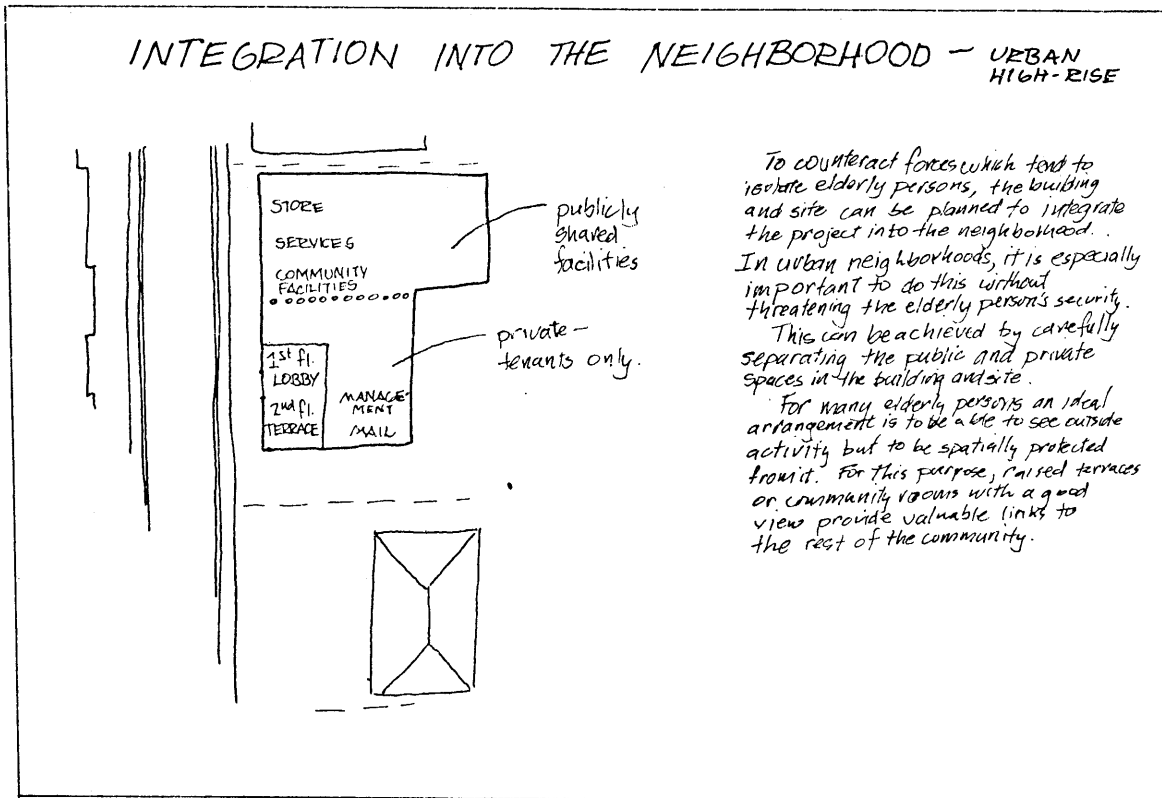 INTEGRATION INTO THE NEIGHBORHOOD - URBAN
HIGH-RISE
STORE
SERVICES
COMMUNITY
FACILITIES
publicly
shared
facilities
1st fl.
LOBBY
2nd fl.
TERRACE
MANAGE-
MENT
MAIL
private -
tenants only.
To counteract forces which tend to
isolate elderly persons, the building
and site can be planned to integrate
the project into the neighborhood.
In urban neighborhoods, it is especially
important to do this without
threatening the elderly person's security.
This can be achieved by carefully
separating the public and private
spaces in the building and site.
For many elderly persons an ideal
arrangement is to be able to see outside
activity but to be spatially protected
from it. For this purpose, raised terraces
or community rooms with a good
view provide valuable links to
the rest of the community.